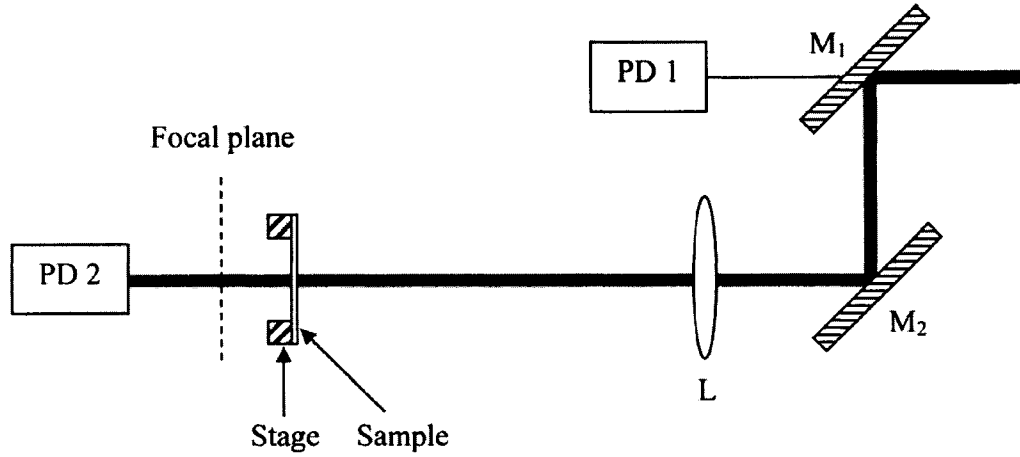 M₁
PD 1
Focal plane
PD 2
M₂
L
Stage
Sample